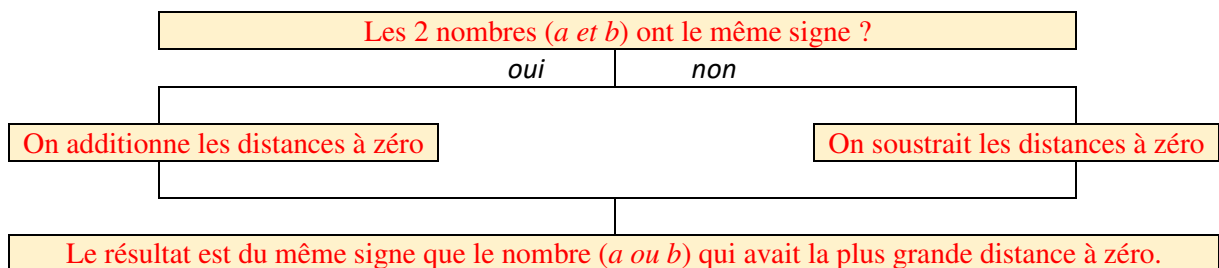 Les 2 nombres (a et b) ont le même signe ?
oui non
On additionne les distances à zéro
On soustrait les distances à zéro
Le résultat est du même signe que le nombre (a ou b) qui avait la plus grande distance à zéro.